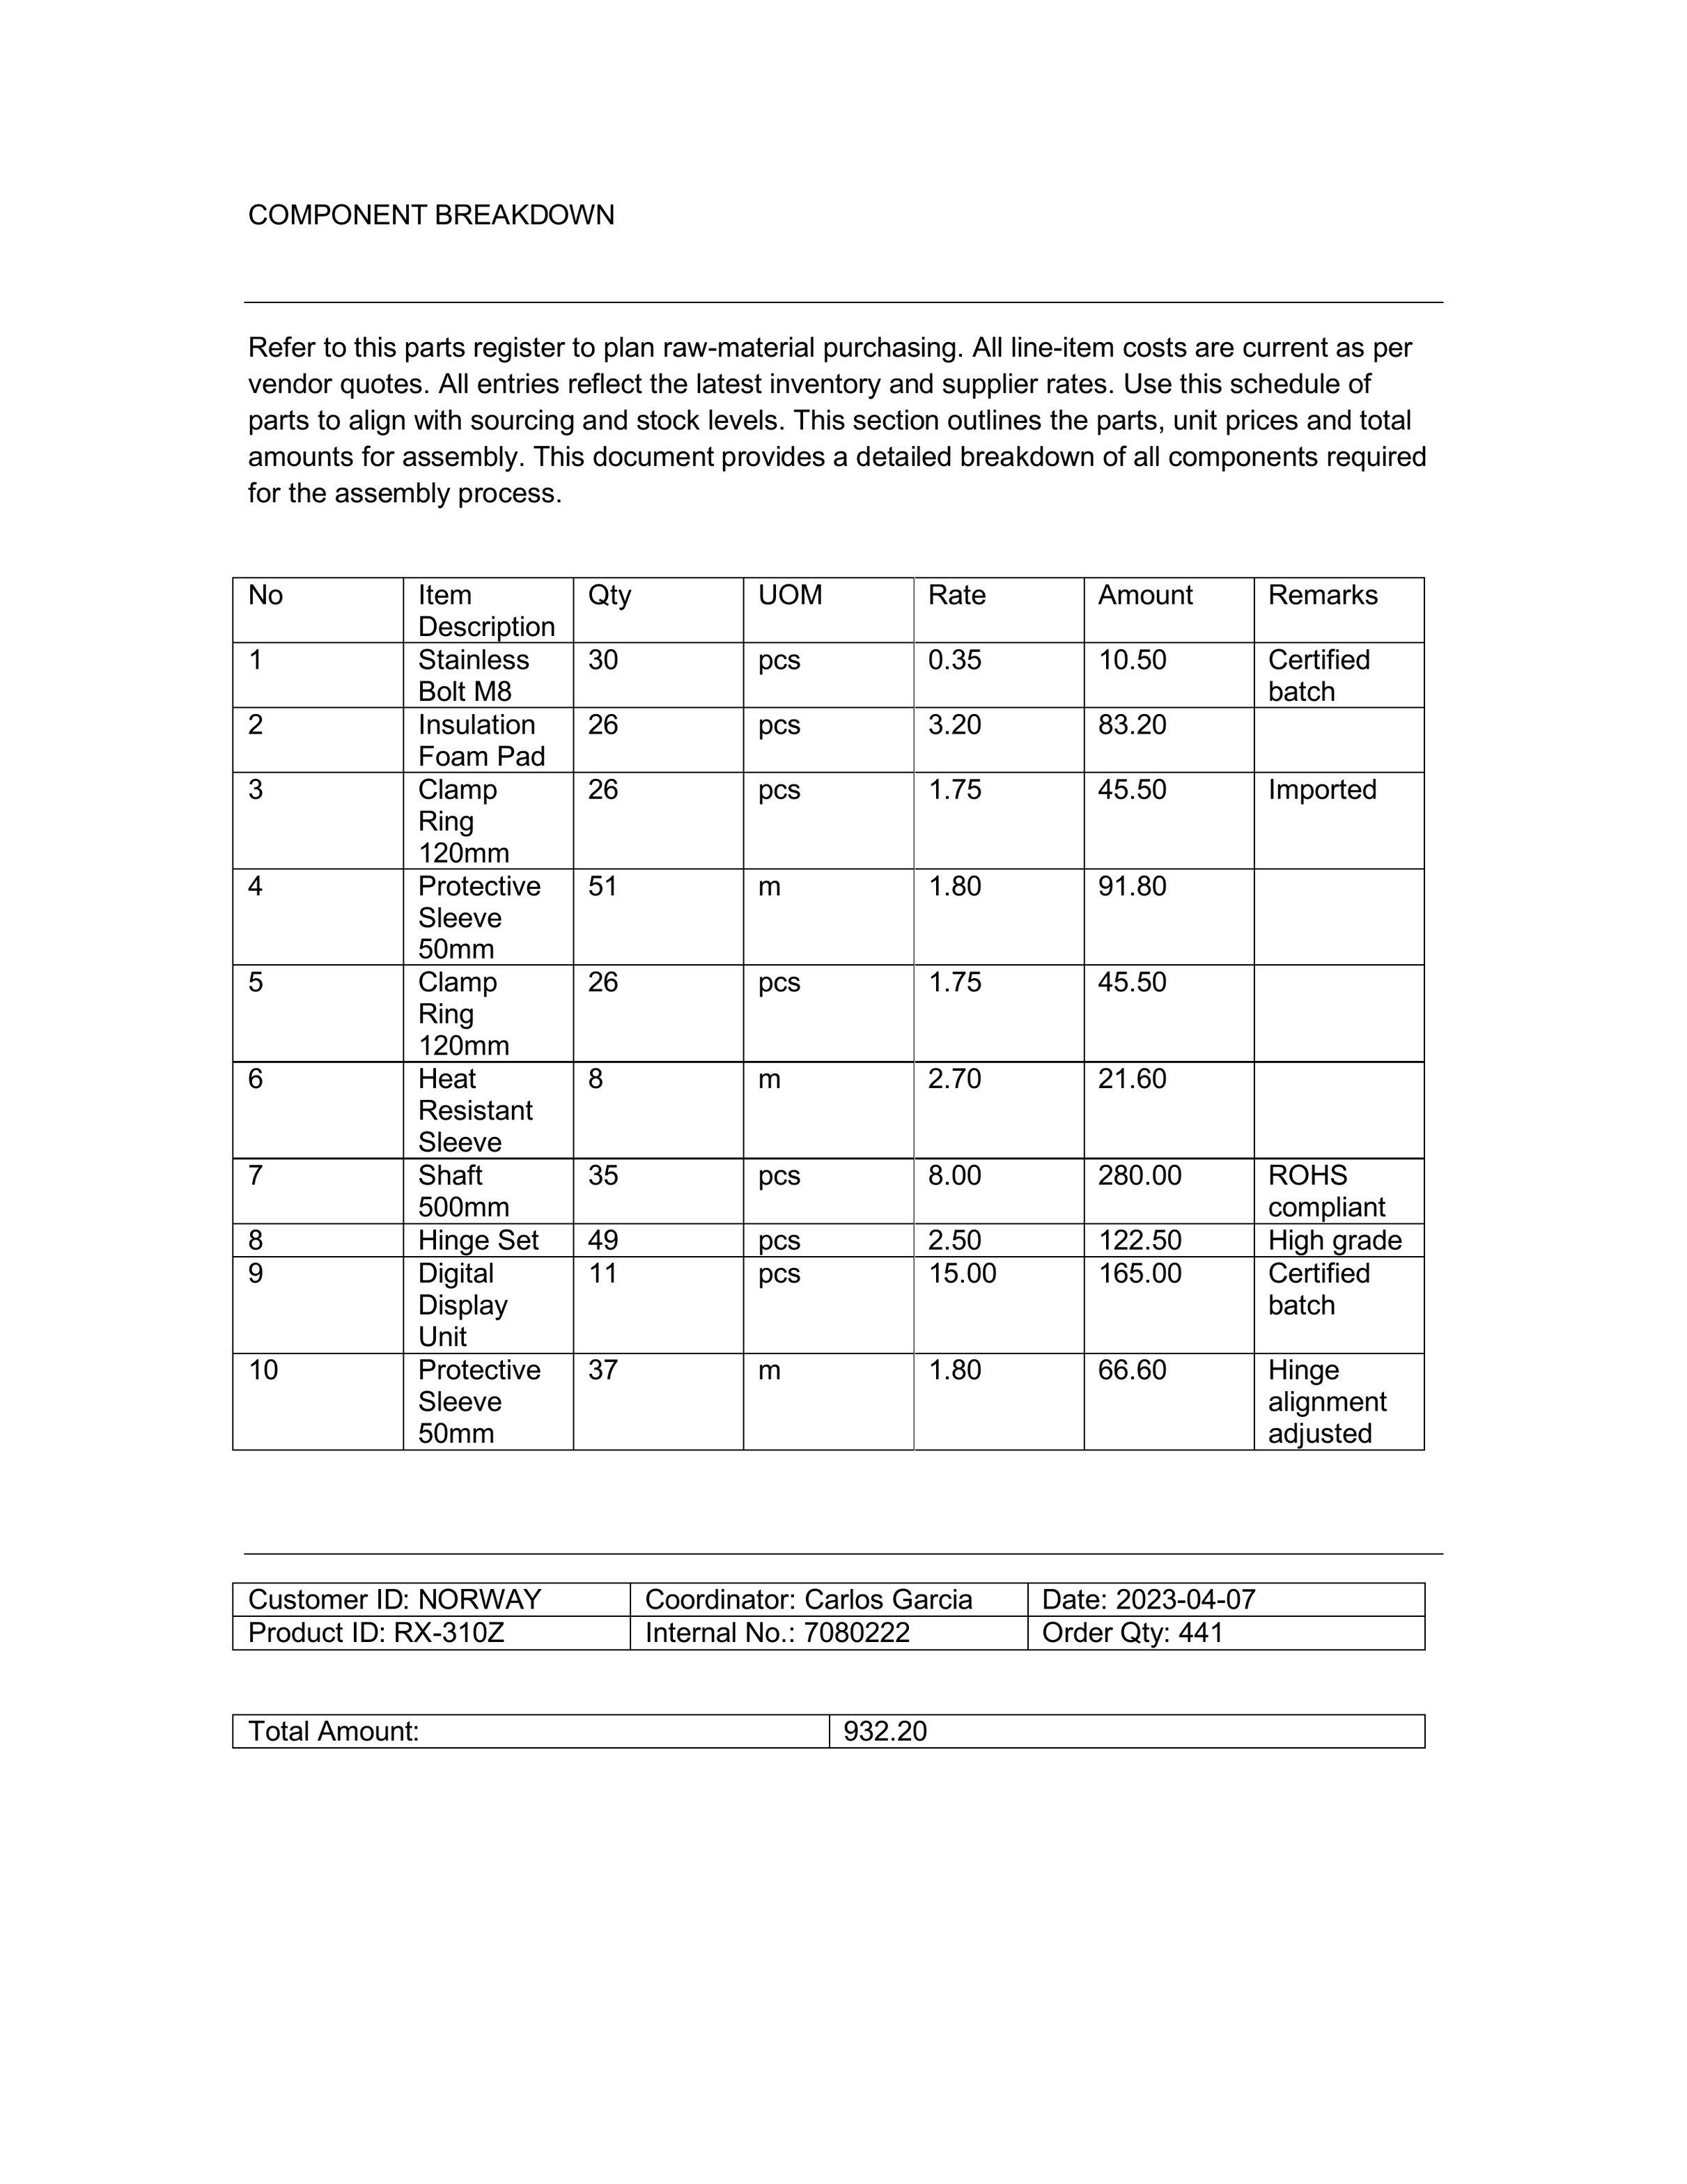 COMPONENT BREAKDOWN
Refer to this parts register to plan raw-material purchasing. All line-item costs are current as per
vendor quotes. All entries reflect the latest inventory and supplier rates. Use this schedule of
parts to align with sourcing and stock levels. This section outlines the parts, unit prices and total
amounts for assembly. This document provides a detailed breakdown of all components required
for the assembly process.
No Item Qty UOM Rate Amount Remarks
Description
1 Stainless 30 pcs 0.35 10.50 Certified
Bolt M8 batch
2 Insulation 26 pcs 3.20 83.20
Foam Pad
3 Clamp 26 pcs 1.75 45.50 Imported
Ring
120mm
4 Protective 51 m 1.80 91.80
Sleeve
50mm
5 Clamp 26 pcs 1.75 45.50
Ring
120mm
6 Heat 8 m 2.70 21.60
Resistant
Sleeve
7 Shaft 35 pcs 8.00 280.00 ROHS
500mm compliant
8 Hinge Set 49 pcs 2.50 122.50 High grade
9 Digital 11 pcs 15.00 165.00 Certified
Display batch
Unit
10 Protective 37 m 1.80 66.60 Hinge
Sleeve alignment
50mm adjusted
Customer ID: NORWAY Coordinator: Carlos Garcia Date: 2023-04-07
Product ID: RX-310Z Internal No.: 7080222 Order Qty: 441
Total Amount: 932.20